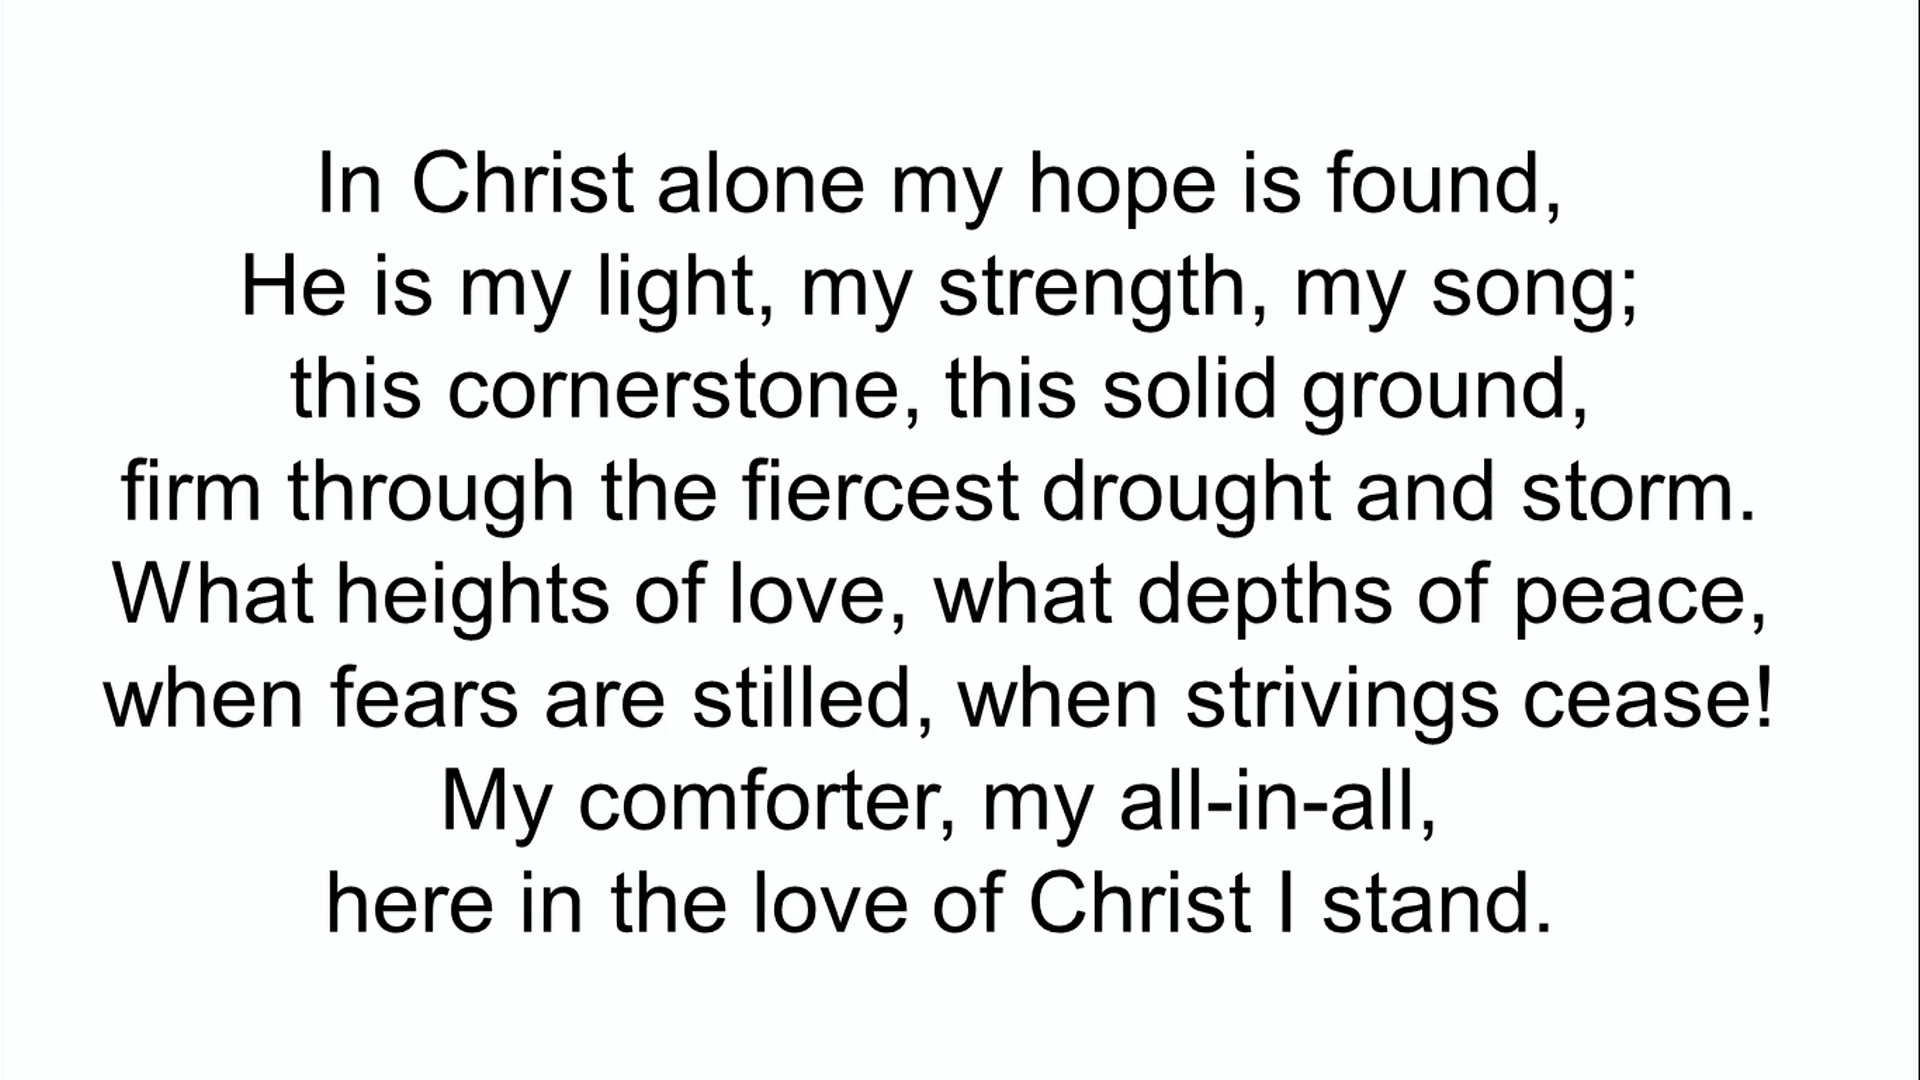 In Christ alone my hope is found,
He is my light, my strength, my song;
this cornerstone, this solid ground,
firm through the fiercest drought and storm.
What heights of love, what depths of peace,
when fears are stilled, when strivings cease!
My comforter, my all-in-all,
here in the love of Christ I stand.